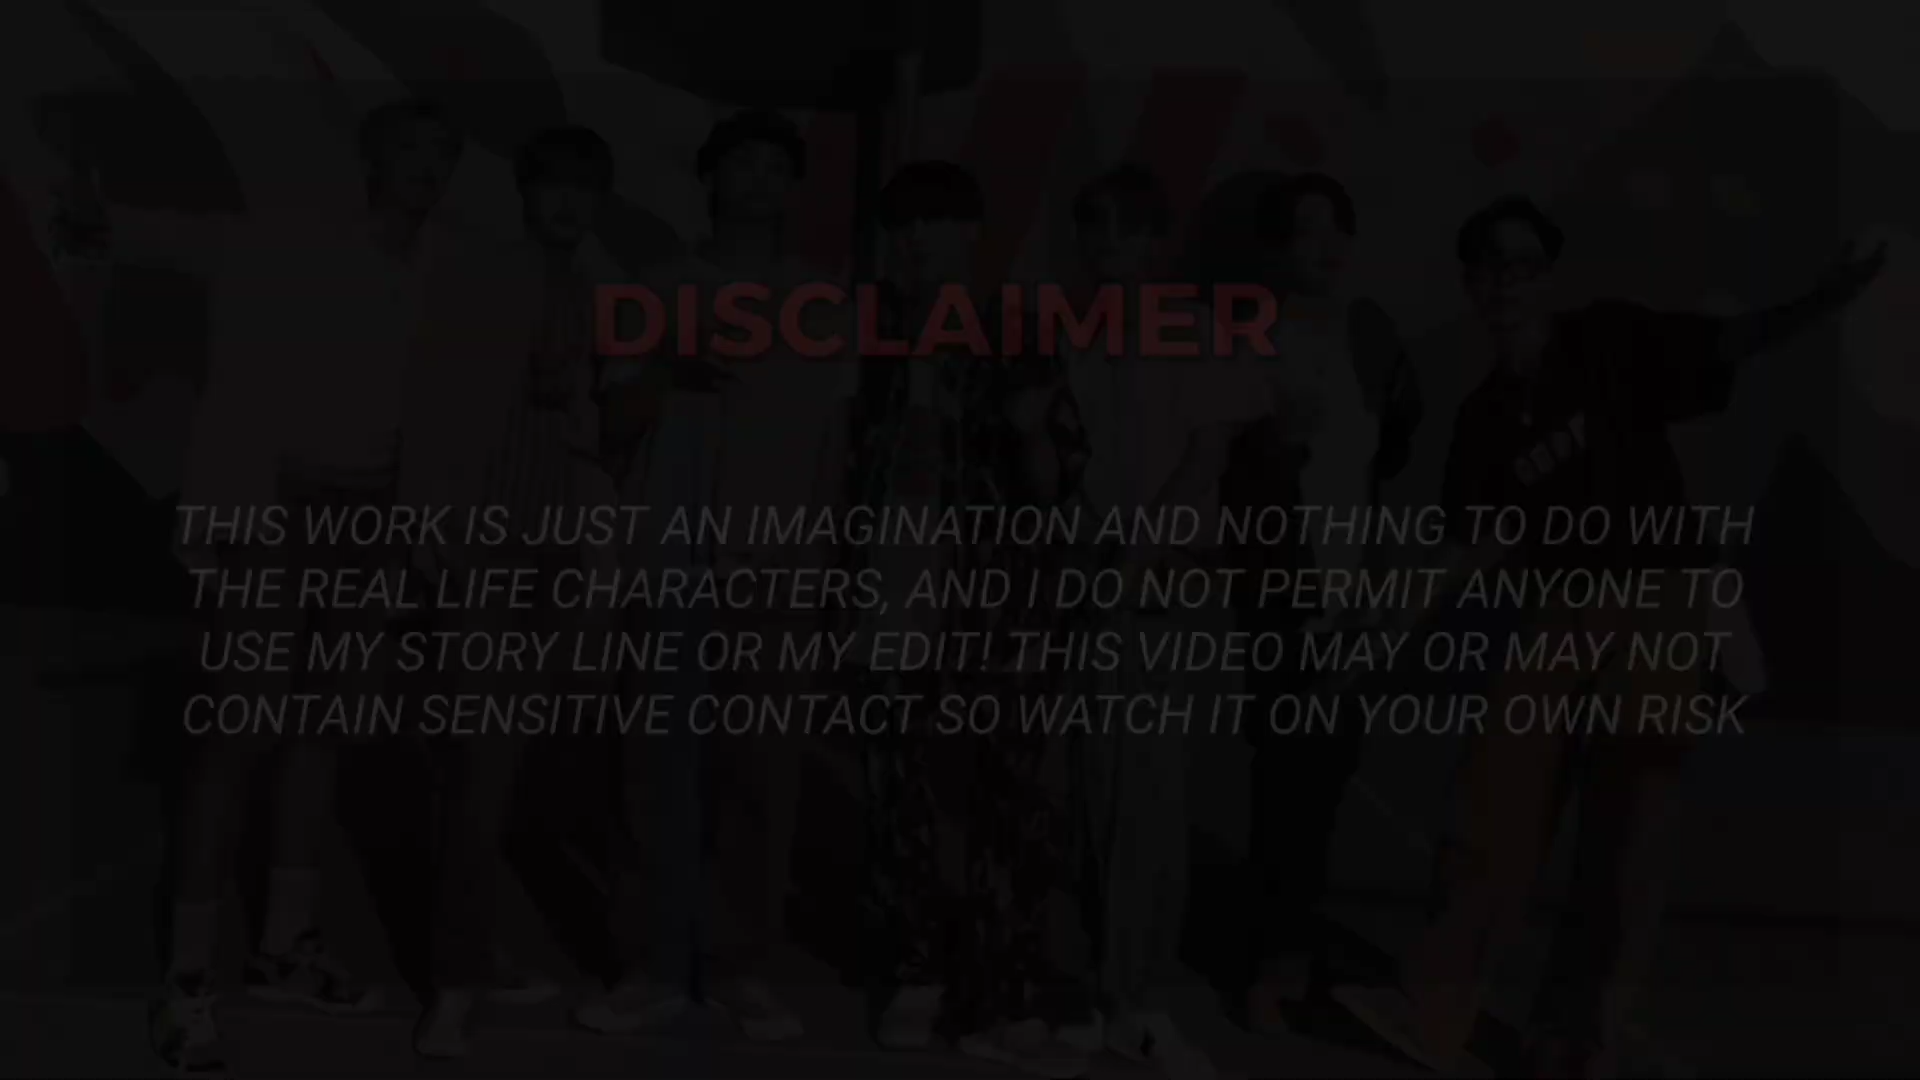 DISCLAIMER
THIS WORK IS JUST AN IMAGINATION AND NOTHING TO DO WITH
THE REAL LIFE CHARACTERS, AND I DO NOT PERMIT ANYONE TO
USE MY STORY LINE OR MY EDIT! THIS VIDEO MAY OR MAY NOT
CONTAIN SENSITIVE CONTACT SO WATCH IT ON YOUR OWN RISK